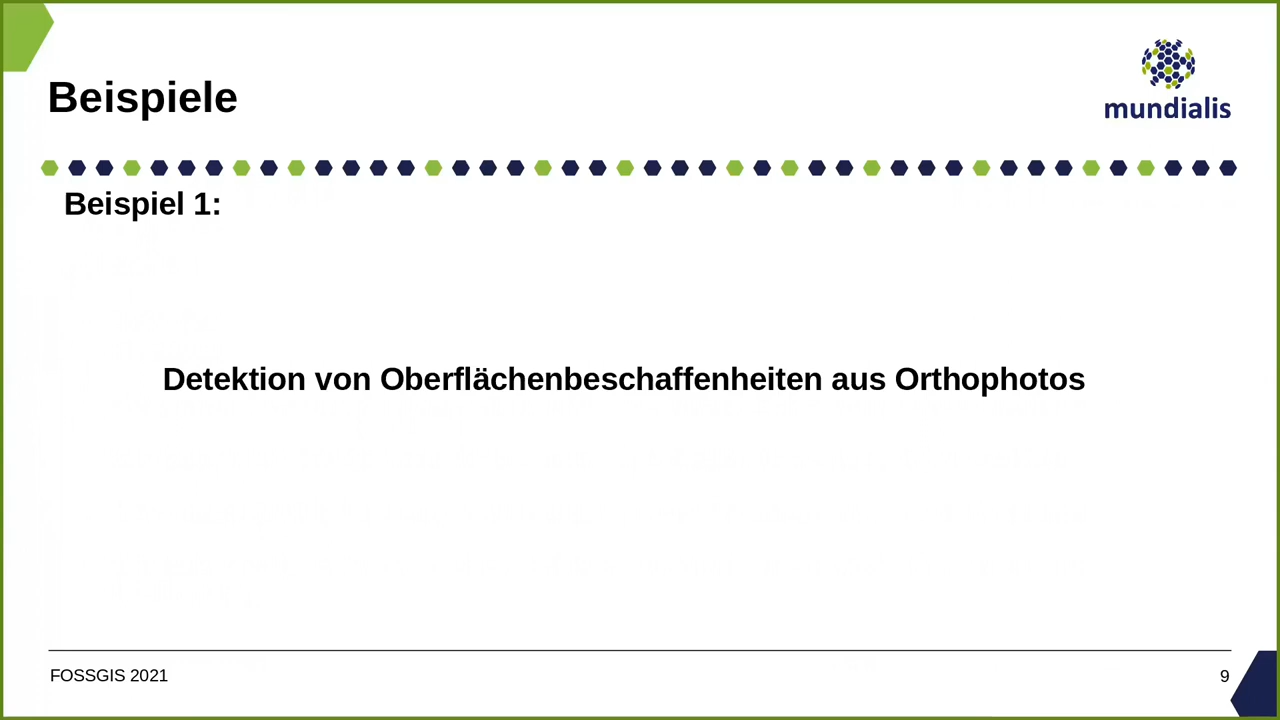 Beispiele
mundialis
Beispiel 1:
Detektion von Oberflächenbeschaffenheiten aus Orthophotos
FOSSGIS 2021
9